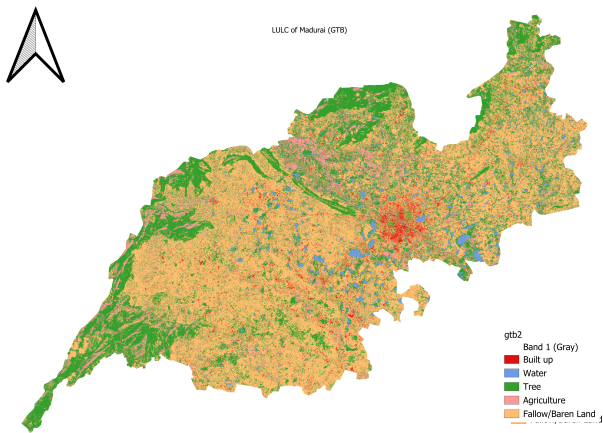 LULC of Madurai (GTB)
gtb2
Band 1 (Gray)
Built up
Water
Tree
Agriculture
Fallow/Baren Land